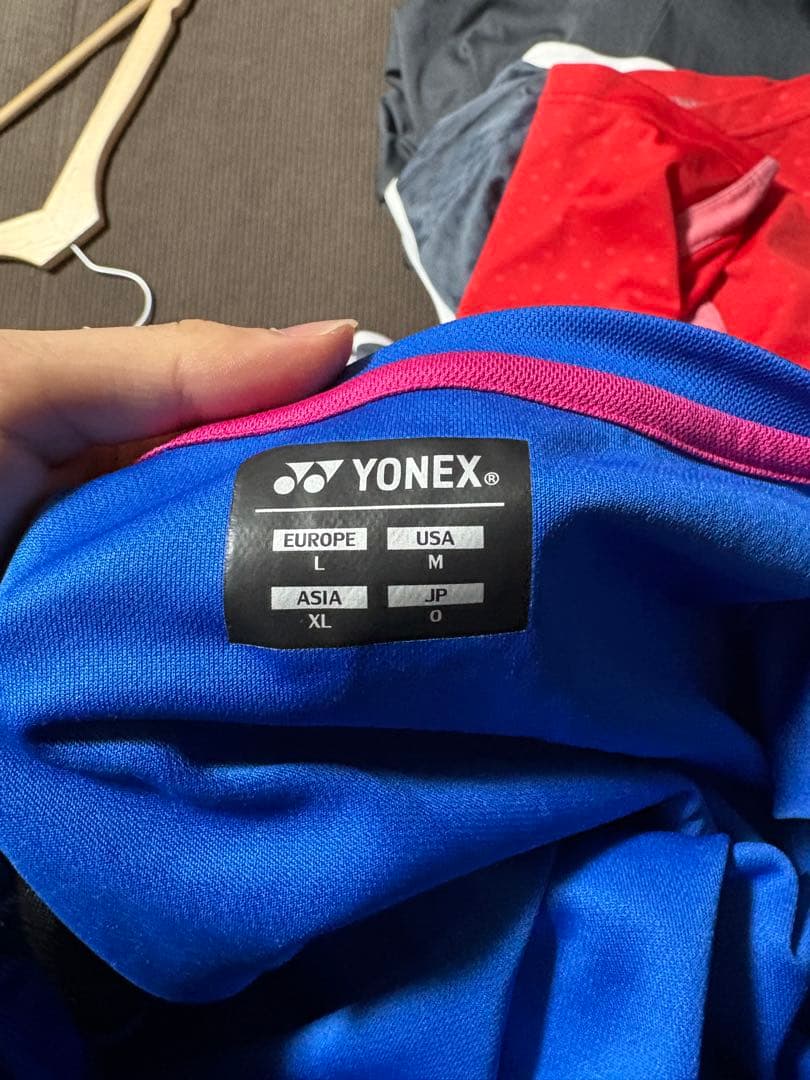 YONEX®
EUROPE USA
L M
ASIA JP
XL O